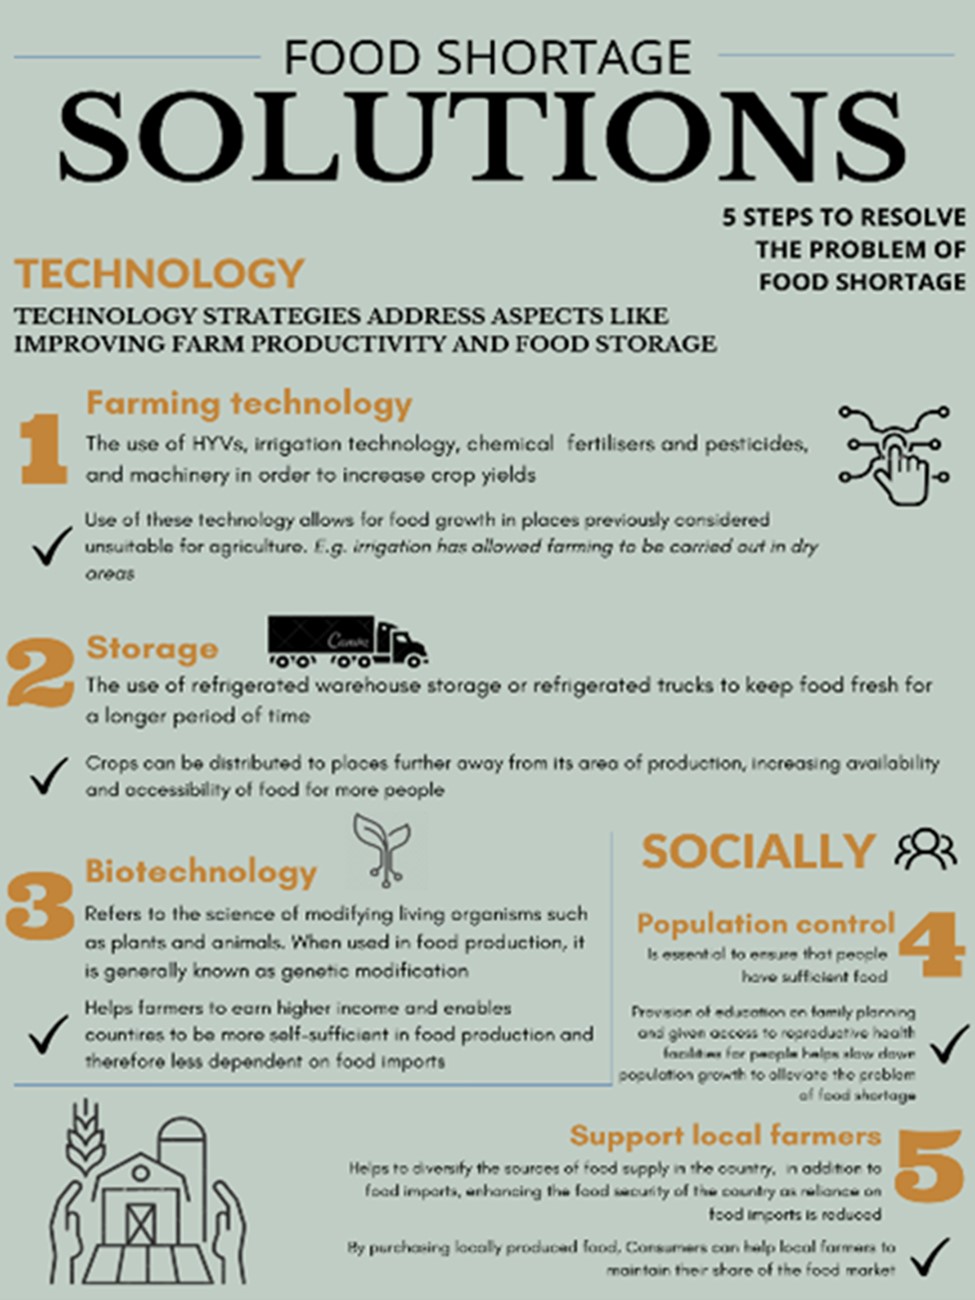 FOOD SHORTAGE
SOLUTIONS
5 STEPS TO RESOLVE
THE PROBLEM OF
FOOD SHORTAGE
TECHNOLOGY
TECHNOLOGY STRATEGIES ADDRESS ASPECTS LIKE
IMPROVING FARM PRODUCTIVITY AND FOOD STORAGE
1
Farming technology
The use of HYVs, irrigation technology, chemical fertilisers and pesticides,
and machinery in order to increase crop yields
Use of these technology allows for food growth in places previously considered
unsuitable for agriculture. E.g. irrigation has allowed farming to be carried out in dry
areas
2
Storage
Canva
The use of refrigerated warehouse storage or refrigerated trucks to keep food fresh for
a longer period of time
Crops can be distributed to places further away from its area of production, increasing availability
and accessibility of food for more people
3
Biotechnology
Refers to the science of modifying living organisms such
as plants and animals. When used in food production, it
is generally known as genetic modification
Helps farmers to earn higher income and enables
countires to be more self-sufficient in food production and
therefore less dependent on food imports
SOCIALLY
Population control
4
Is essential to ensure that people
have sufficient food
Provision of education on family planning
and given access to reproductive health
facilities for people helps slow down
population growth to alleviate the problem
of food shortage
Support local farmers
5
Helps to diversify the sources of food supply in the country, in addition to
food imports, enhancing the food security of the country as reliance on
food imports is reduced
By purchasing locally produced food, Consumers can help local farmers to
maintain their share of the food market